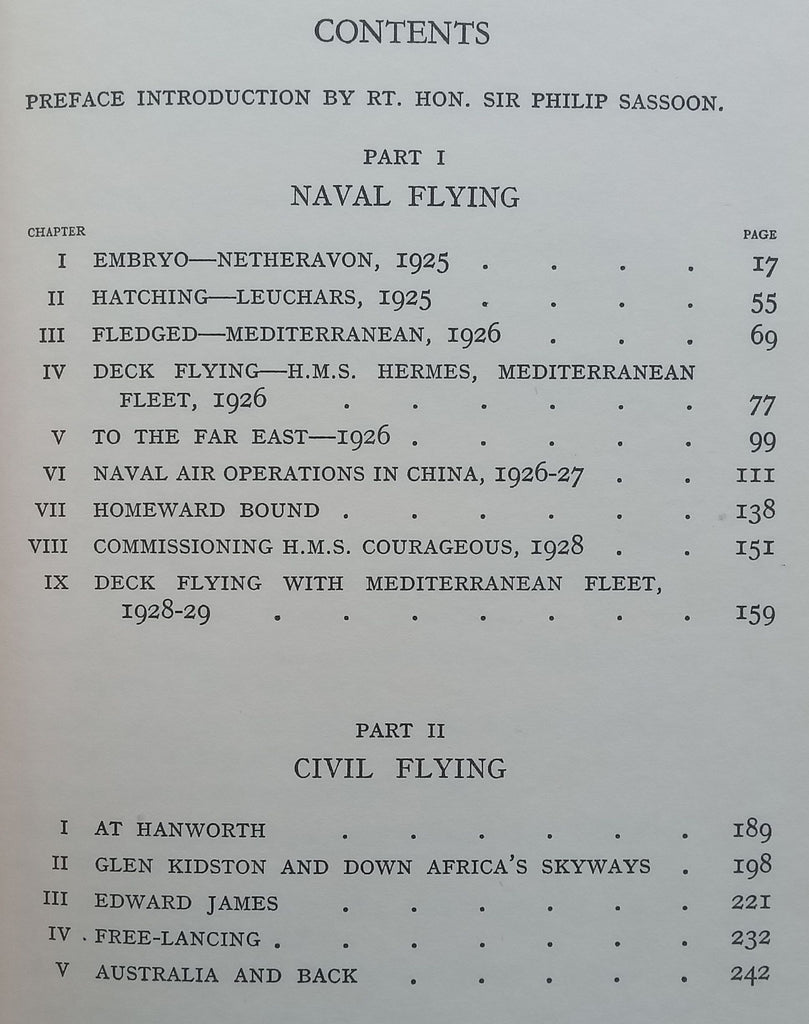 CONTENTS
PREFACE INTRODUCTION BY RT. HON. SIR PHILIP SASSOON.
PART I
NAVAL FLYING
CHAPTER PAGE
I EMBRYO—NETHERAVON, 1925 . . . . 17
II HATCHING—LEUCHARS, 1925 . . . . 55
III FLEDGED—MEDITERRANEAN, 1926 . . . 69
IV DECK FLYING—H.M.S. HERMES, MEDITERRANEAN
FLEET, 1926 . . . . . . 77
V TO THE FAR EAST—1926 . . . . . 99
VI NAVAL AIR OPERATIONS IN CHINA, 1926-27 . . 111
VII HOMEWARD BOUND . . . . . . 138
VIII COMMISSIONING H.M.S. COURAGEOUS, 1928 . . 151
IX DECK FLYING WITH MEDITERRANEAN FLEET,
1928-29 . . . . . . . 159
PART II
CIVIL FLYING
I AT HANWORTH . . . . . . 189
II GLEN KIDSTON AND DOWN AFRICA'S SKYWAYS . 198
III EDWARD JAMES . . . . . . 221
IV . FREE-LANCING . . . . . . . 232
V AUSTRALIA AND BACK . . . . . 242